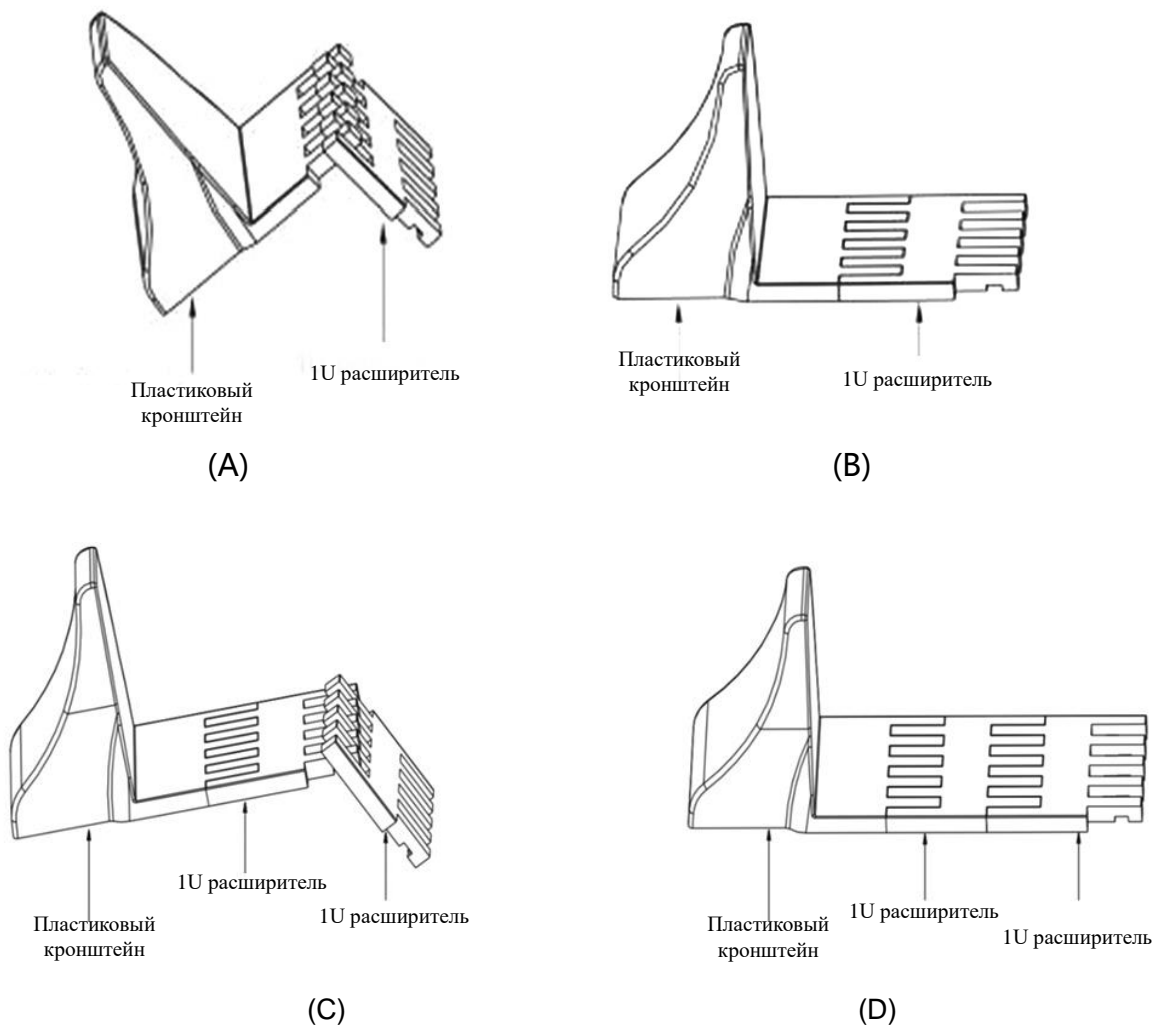 Пластиковый
кронштейн
1U расширитель
(A)
Пластиковый
кронштейн
1U расширитель
(B)
Пластиковый
кронштейн
1U расширитель
1U расширитель
(C)
Пластиковый
кронштейн
1U расширитель
1U расширитель
(D)